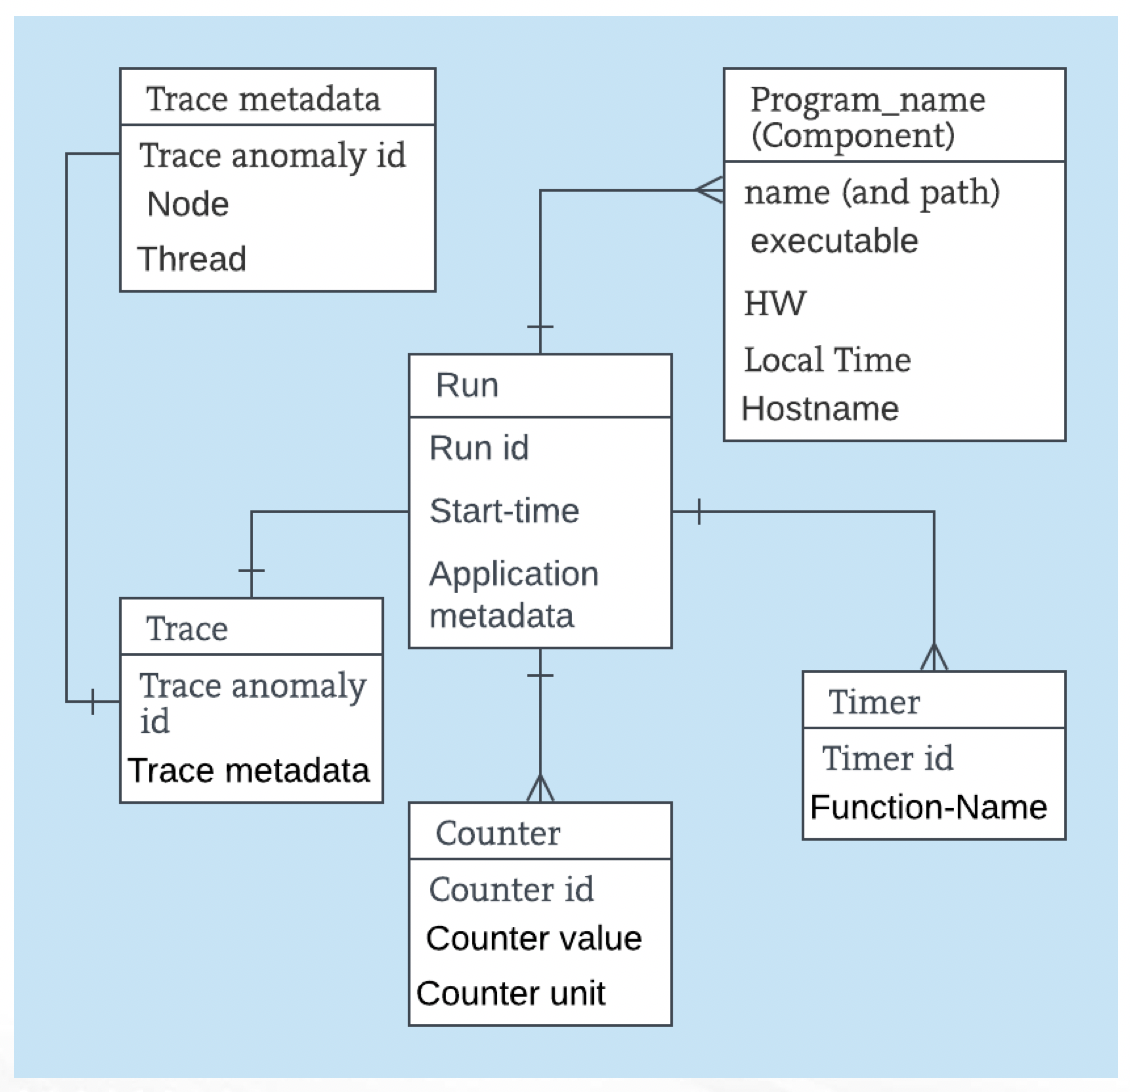 Trace metadata
Trace anomaly id
Node
Thread
Program_name
(Component)
name (and path)
executable
HW
Local Time
Hostname
Run
Run id
Start-time
Application
metadata
Trace
Trace anomaly
id
Trace metadata
Timer
Timer id
Function-Name
Counter
Counter id
Counter value
Counter unit